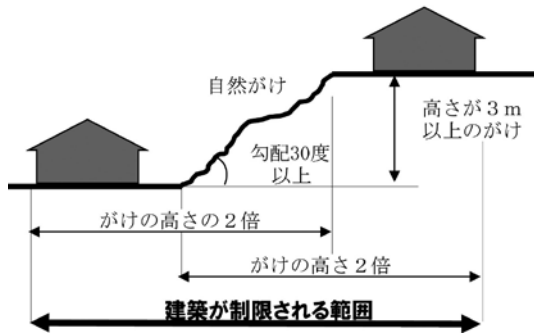 自然がけ
高さが３ｍ
以上のがけ
勾配30度
以上
がけの高さの２倍
がけの高さ２倍
建築が制限される範囲